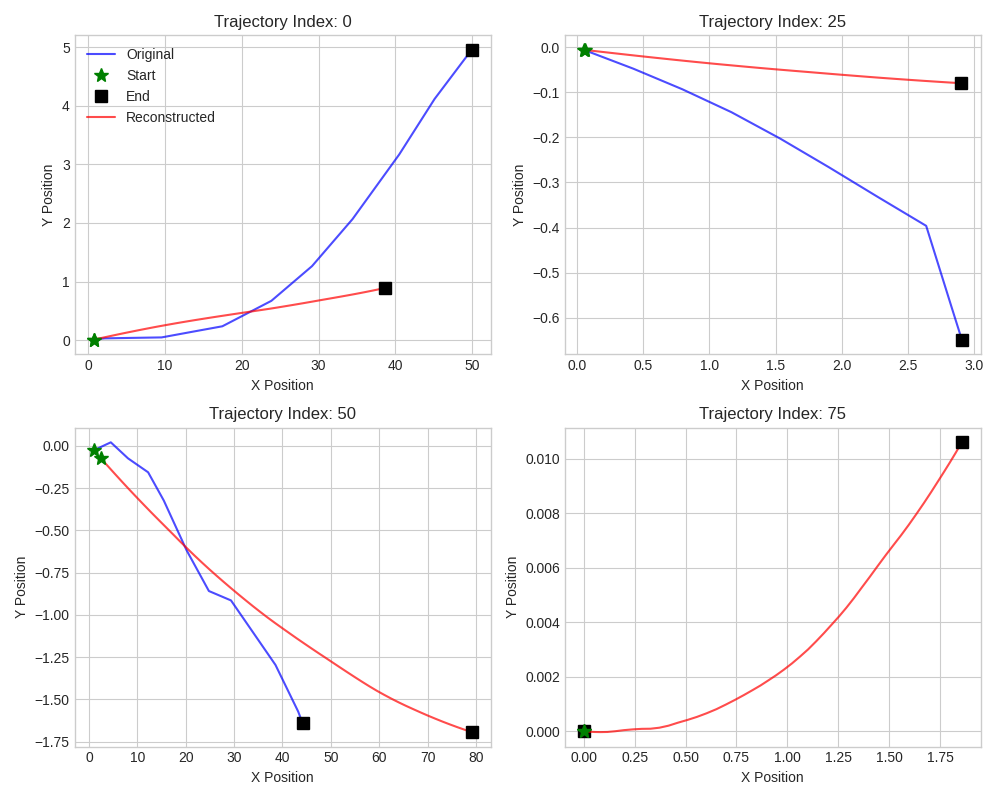 Trajectory Index: 0
5
4
3
2
1
0
Y Position
Original
Start
End
Reconstructed
0 10 20 30 40 50
X Position
Trajectory Index: 25
0.0
−0.1
−0.2
−0.3
−0.4
−0.5
−0.6
Y Position
0.0 0.5 1.0 1.5 2.0 2.5 3.0
X Position
Trajectory Index: 50
0.00
−0.25
−0.50
−0.75
−1.00
−1.25
−1.50
−1.75
Y Position
0 10 20 30 40 50 60 70 80
X Position
Trajectory Index: 75
0.010
0.008
0.006
0.004
0.002
0.000
Y Position
0.00 0.25 0.50 0.75 1.00 1.25 1.50 1.75
X Position